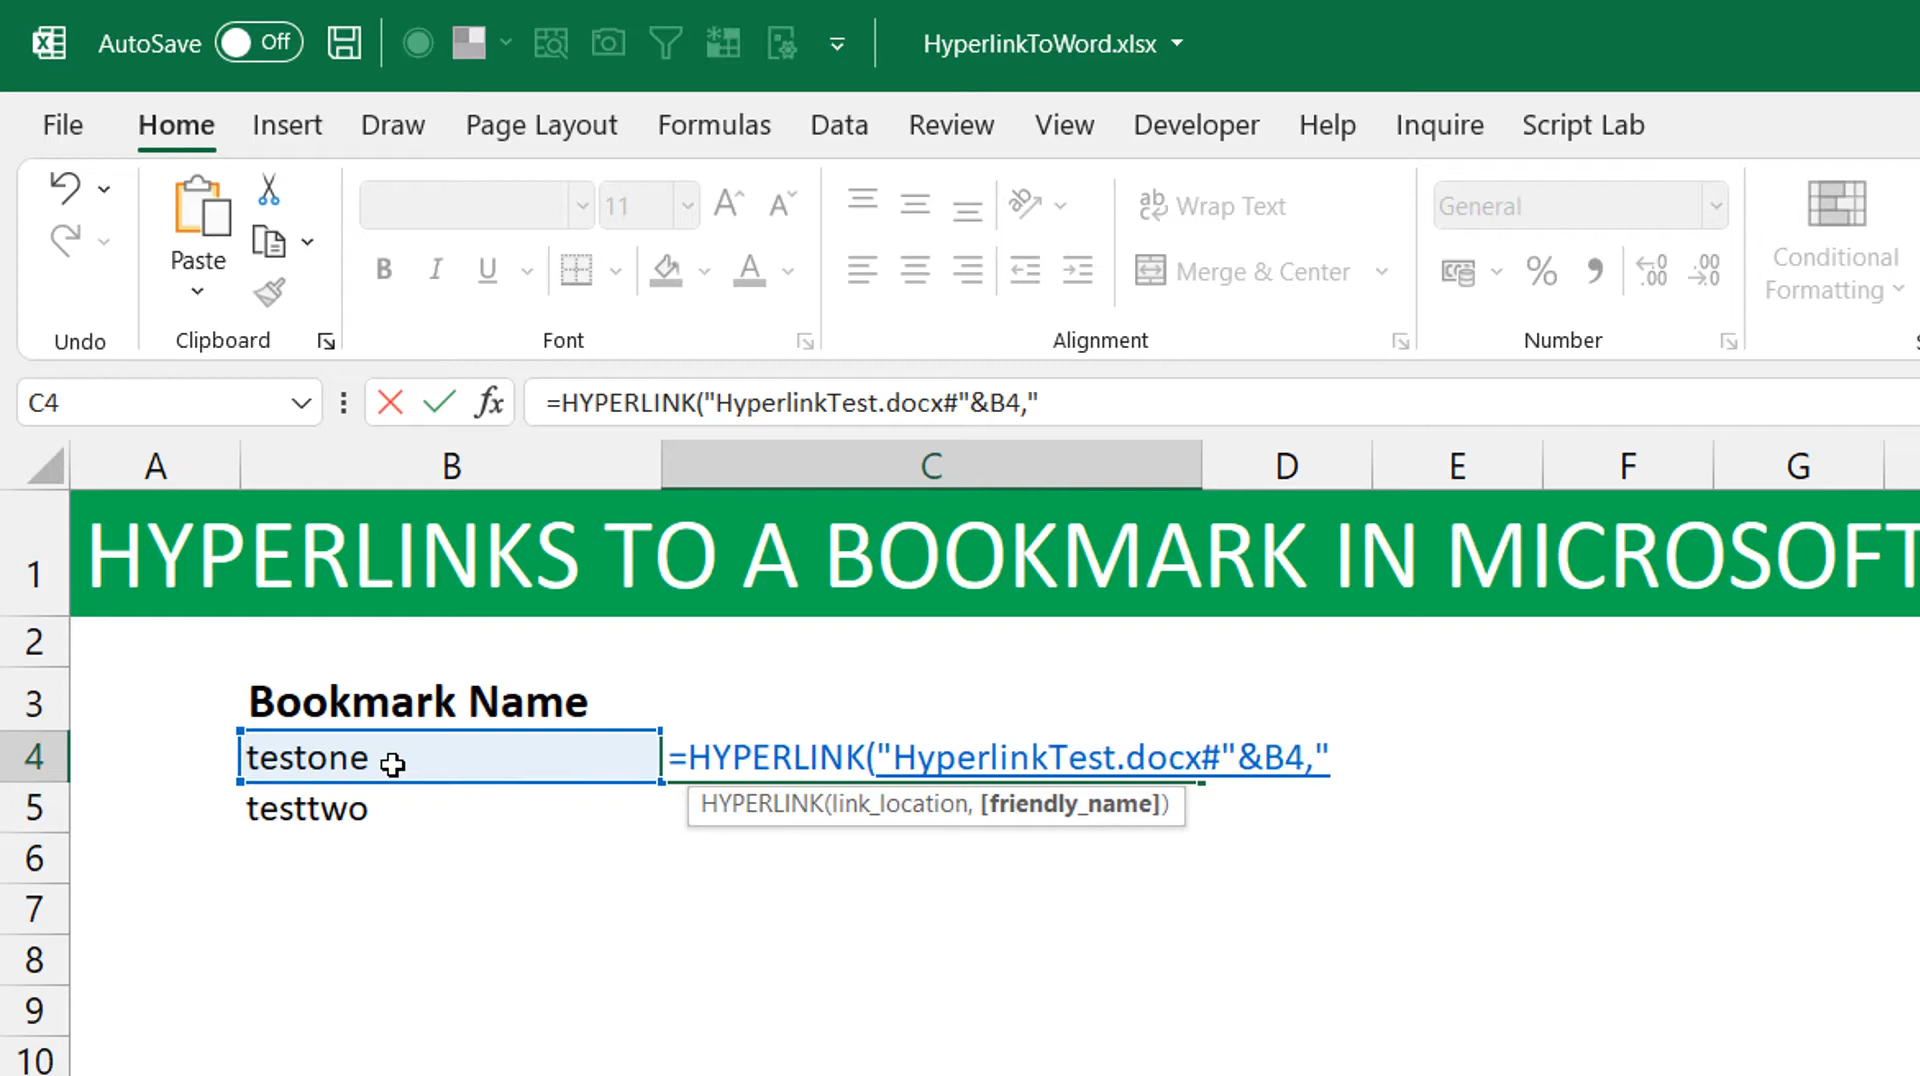 AutoSave Off HyperlinkToWord.xlsx
File Home Insert Draw Page Layout Formulas Data Review View Developer Help Inquire Script Lab
11 A A ab Wrap Text General
Paste
B I U A Merge & Center % Conditional
Formatting
Undo Clipboard Font Alignment Number
C4 fx =HYPERLINK("HyperlinkTest.docx#"&B4,"
A B C D E F G
1 HYPERLINKS TO A BOOKMARK IN MICROSOFT
2
3 Bookmark Name
4 testone =HYPERLINK("HyperlinkTest.docx#"&B4,"
HYPERLINK(link_location, [friendly_name])
5 testtwo
6
7
8
9
10